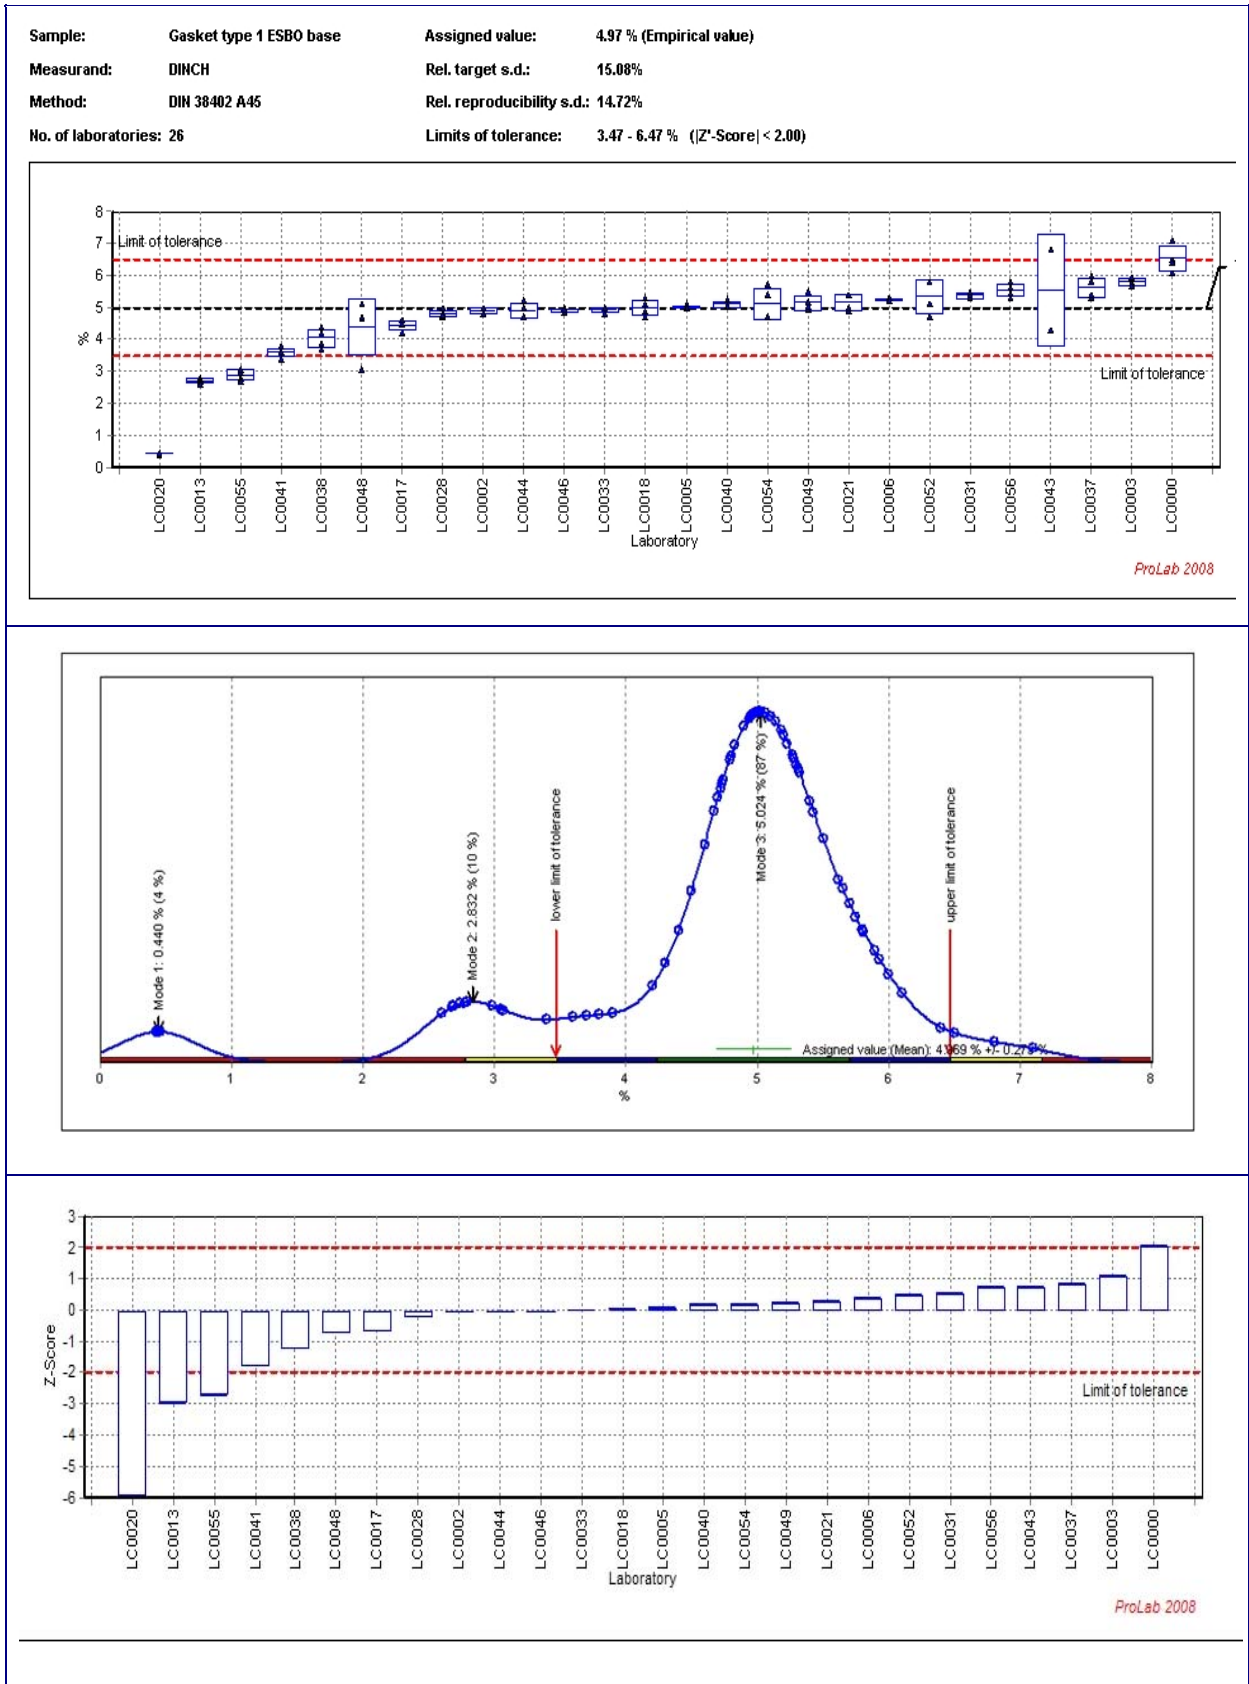 Sample: Gasket type 1 ESBO base Assigned value: 4.97 % (Empirical value)
Measurand: DINCH Rel. target s.d.: 15.08%
Method: DIN 38402 A45 Rel. reproducibility s.d.: 14.72%
No. of laboratories: 26 Limits of tolerance: 3.47 - 6.47 % (|Z'-Score| < 2.00)
8
7
6
5
4
3
2
1
0
%
Limit of tolerance
Limit of tolerance
LC0020
LC0013
LC0055
LC0041
LC0038
LC0048
LC0017
LC0028
LC0002
LC0044
LC0046
LC0033
LC0018
LC0005
LC0040
LC0054
LC0049
LC0021
LC0006
LC0052
LC0031
LC0056
LC0043
LC0037
LC0003
LC0000
Laboratory
ProLab 2008
Mode 1: 0.440 % (4 %)
Mode 2: 2.832 % (10 %)
lower limit of tolerance
Mode 3: 5.024 % (87 %)
upper limit of tolerance
Assigned value (Mean): 4.969 % +/- 0.279 %
0 1 2 3 4 5 6 7 8
%
3
2
1
0
-1
-2
-3
-4
-5
-6
Z-Score
Limit of tolerance
LC0020
LC0013
LC0055
LC0041
LC0038
LC0048
LC0017
LC0028
LC0002
LC0044
LC0046
LC0033
LC0018
LC0005
LC0040
LC0054
LC0049
LC0021
LC0006
LC0052
LC0031
LC0056
LC0043
LC0037
LC0003
LC0000
Laboratory
ProLab 2008